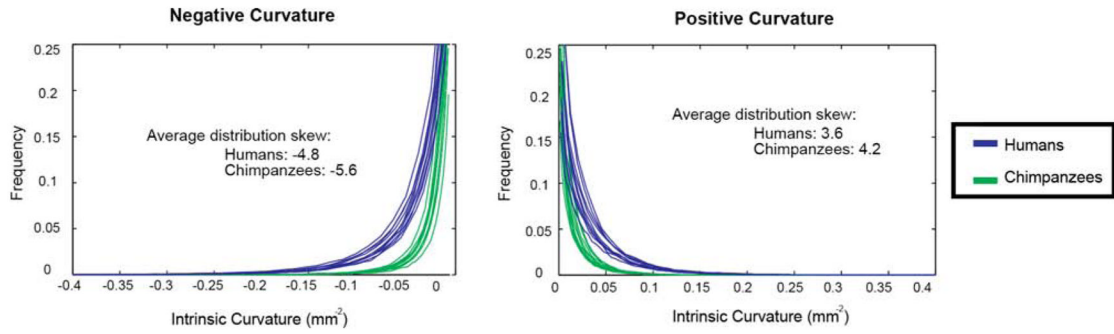 Negative Curvature
0.25
0.2
0.15
0.1
0.05
0
Frequency
Average distribution skew:
Humans: -4.8
Chimpanzees: -5.6
-0.4 -0.35 -0.3 -0.25 -0.2 -0.15 -0.1 -0.05 0
Intrinsic Curvature (mm⁻²)
Positive Curvature
0.25
0.2
0.15
0.1
0.05
0
Frequency
Average distribution skew:
Humans: 3.6
Chimpanzees: 4.2
0 0.05 0.1 0.15 0.2 0.25 0.3 0.35 0.4
Intrinsic Curvature (mm⁻²)
Humans
Chimpanzees